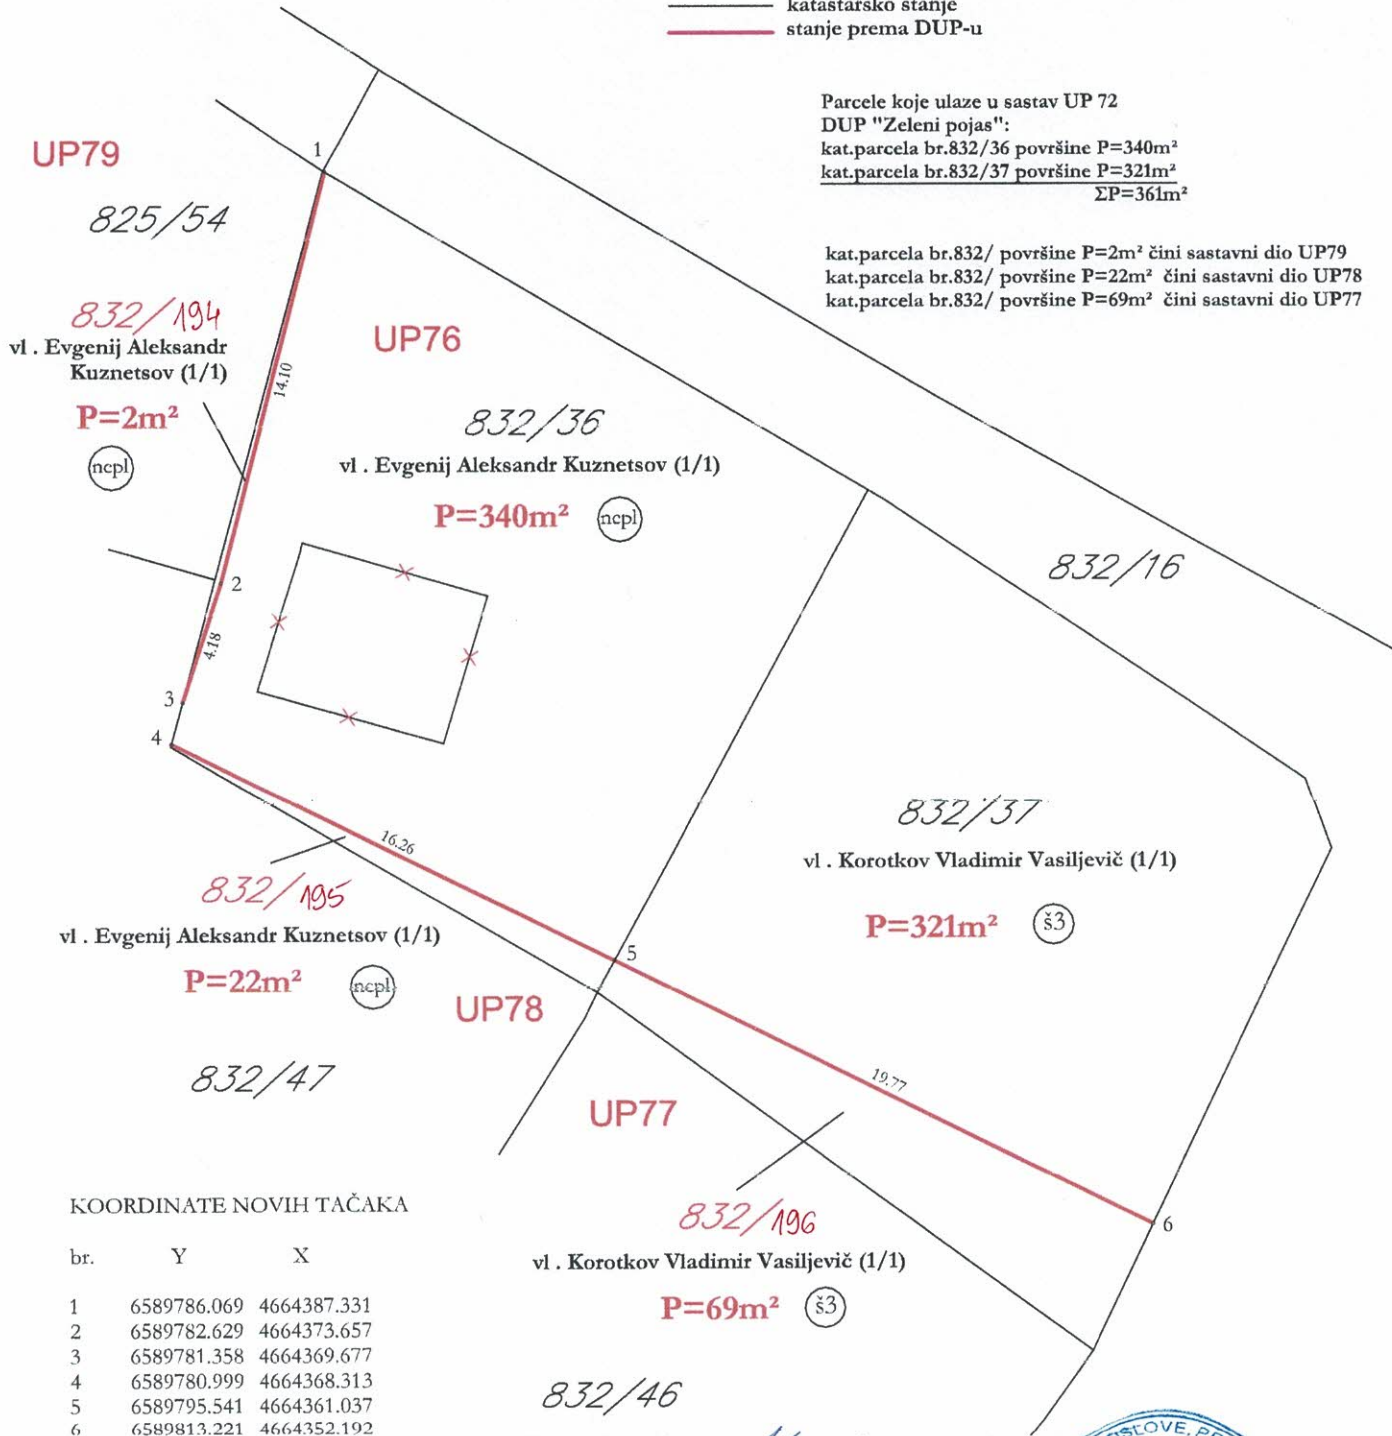 katastarsko stanje
stanje prema DUP-u
Parcele koje ulaze u sastav UP 72
DUP "Zeleni pojas":
kat.parcela br.832/36 površine P=340m²
kat.parcela br.832/37 površine P=321m²
ΣP=361m²
kat.parcela br.832/ površine P=2m² čini sastavni dio UP79
kat.parcela br.832/ površine P=22m² čini sastavni dio UP78
kat.parcela br.832/ površine P=69m² čini sastavni dio UP77
UP79
1
825/54
832/194
vl . Evgenij Aleksandr
Kuznetsov (1/1)
P=2m²
ncpl
14.10
UP76
832/36
vl . Evgenij Aleksandr Kuznetsov (1/1)
P=340m²
ncpl
832/16
2
4.18
3
4
16.26
832/37
vl . Korotkov Vladimir Vasiljevič (1/1)
P=321m²
š3
832/195
vl . Evgenij Aleksandr Kuznetsov (1/1)
P=22m²
ncpl
5
UP78
832/47
19.77
UP77
6
832/196
vl . Korotkov Vladimir Vasiljevič (1/1)
P=69m²
š3
832/46
KOORDINATE NOVIH TAČAKA
br. Y X
1 6589786.069 4664387.331
2 6589782.629 4664373.657
3 6589781.358 4664369.677
4 6589780.999 4664368.313
5 6589795.541 4664361.037
6 6589813.221 4664352.192